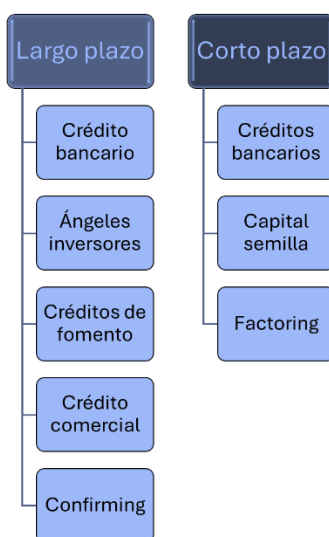 Largo plazo
Crédito
bancario
Ángeles
inversores
Créditos de
fomento
Crédito
comercial
Confirming
Corto plazo
Créditos
bancarios
Capital
semilla
Factoring